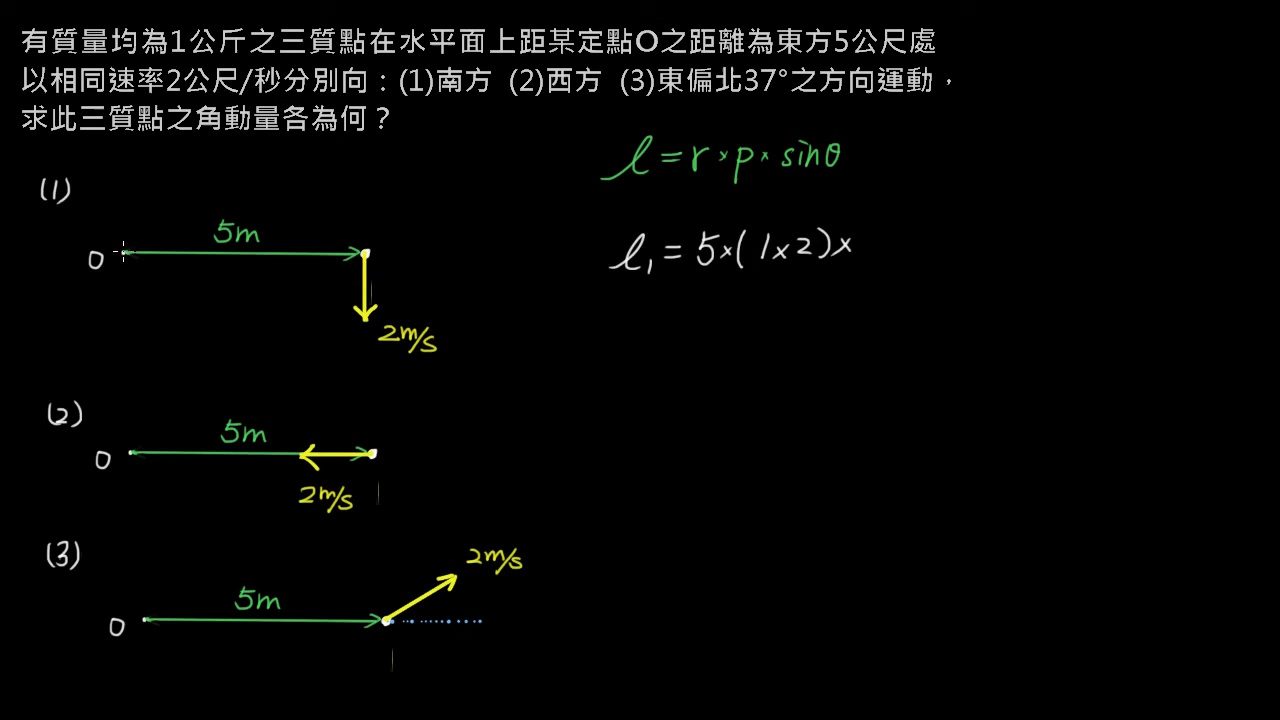 有質量均為1公斤之三質點在水平面上距某定點O之距離為東方5公尺處
以相同速率2公尺/秒分別向：(1)南方 (2)西方 (3)東偏北37°之方向運動，
求此三質點之角動量各為何？
ℓ = r × p × sinθ
(1)
5m
O
ℓ₁ = 5 × ( 1 × 2 ) ×
2m/s
(2)
5m
O
2m/s
(3)
2m/s
5m
O